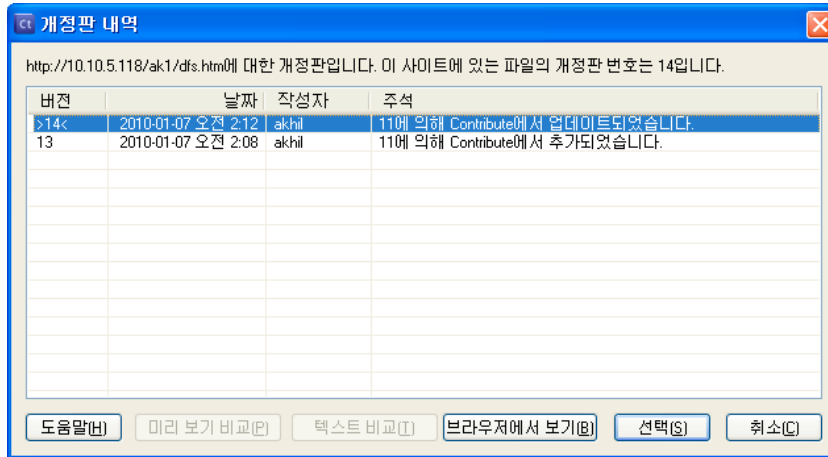 Ct 개정판 내역
http://10.10.5.118/ak1/dfs.htm에 대한 개정판입니다. 이 사이트에 있는 파일의 개정판 번호는 14입니다.
버전 날짜 작성자 주석
>14< 2010-01-07 오전 2:12 akhil 11에 의해 Contribute에서 업데이트되었습니다.
13 2010-01-07 오전 2:08 akhil 11에 의해 Contribute에서 추가되었습니다.
도움말(H) 미리 보기 비교(P) 텍스트 비교(T) 브라우저에서 보기(B) 선택(S) 취소(C)